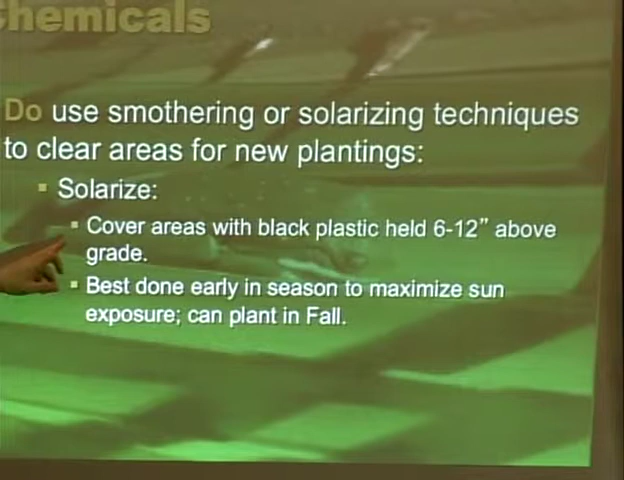 Chemicals
Do use smothering or solarizing techniques
to clear areas for new plantings:
▪ Solarize:
▪ Cover areas with black plastic held 6-12” above
grade.
▪ Best done early in season to maximize sun
exposure; can plant in Fall.